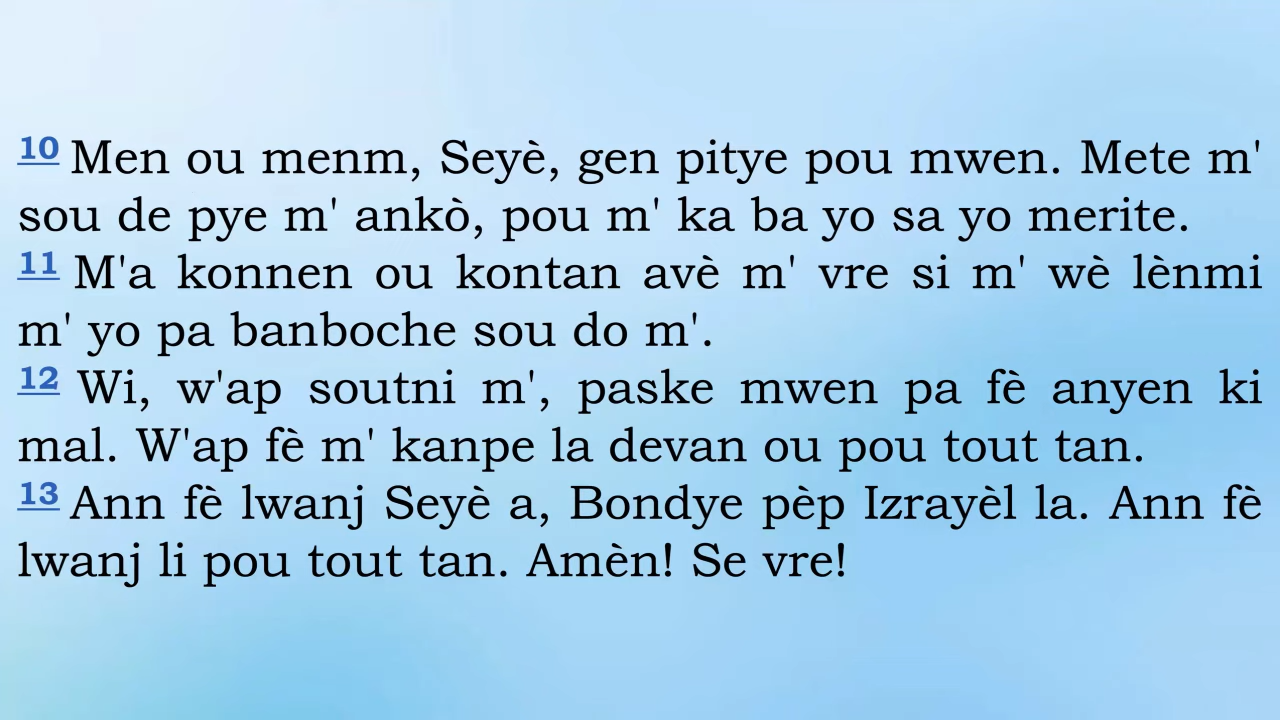 10 Men ou menm, Seyè, gen pitye pou mwen. Mete m'
sou de pye m' ankò, pou m' ka ba yo sa yo merite.
11 M'a konnen ou kontan avè m' vre si m' wè lènmi
m' yo pa banboche sou do m'.
12 Wi, w'ap soutni m', paske mwen pa fè anyen ki
mal. W'ap fè m' kanpe la devan ou pou tout tan.
13 Ann fè lwanj Seyè a, Bondye pèp Izrayèl la. Ann fè
lwanj li pou tout tan. Amèn! Se vre!